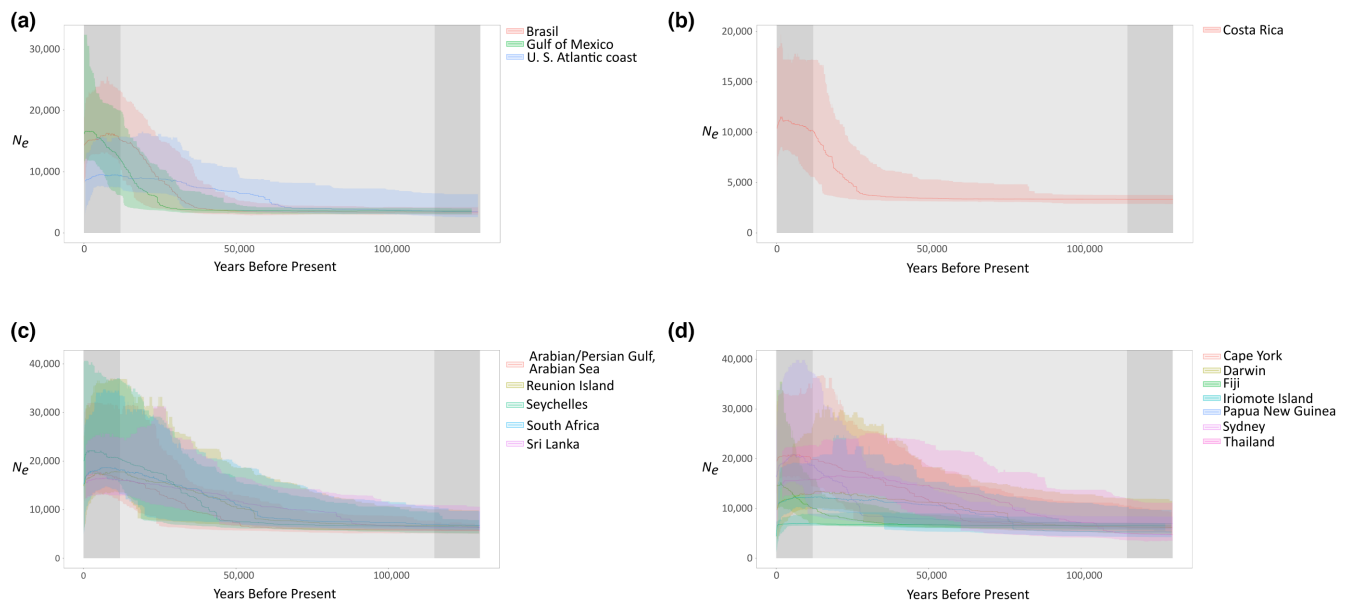 (a)
30,000
20,000
10,000
0
Ne
0
50,000
100,000
Years Before Present
Brasil
Gulf of Mexico
U. S. Atlantic coast
(b)
20,000
15,000
10,000
5,000
0
Ne
0
50,000
100,000
Years Before Present
Costa Rica
(c)
40,000
30,000
20,000
10,000
0
Ne
0
50,000
100,000
Years Before Present
Arabian/Persian Gulf,
Arabian Sea
Reunion Island
Seychelles
South Africa
Sri Lanka
(d)
40,000
30,000
20,000
10,000
0
Ne
0
50,000
100,000
Years Before Present
Cape York
Darwin
Fiji
Iriomote Island
Papua New Guinea
Sydney
Thailand